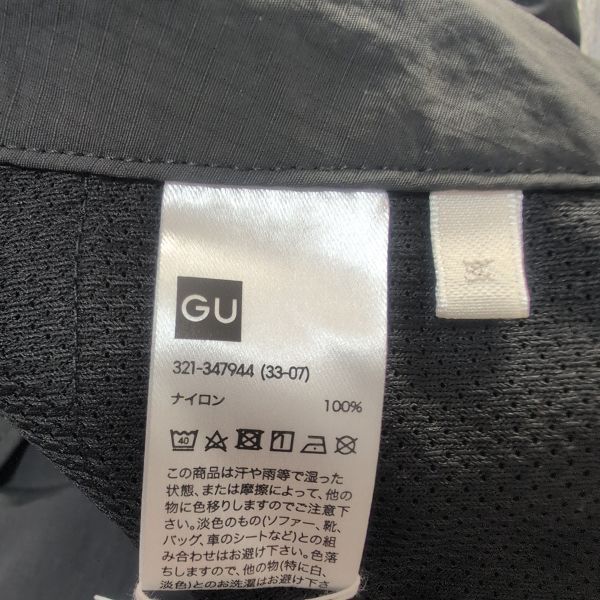 GU
321-347944 (33-07)
ナイロン 100%
40
この商品は汗や雨等で湿った
状態、または摩擦によって、他の
物に色移りしますのでご注意下
さい。淡色のもの(ソファー、靴、
バッグ、車のシートなど)との組
み合わせはお避け下さい。色落
ちしますので、他の物(特に白、
淡色)とのお洗濯はお避け下さい